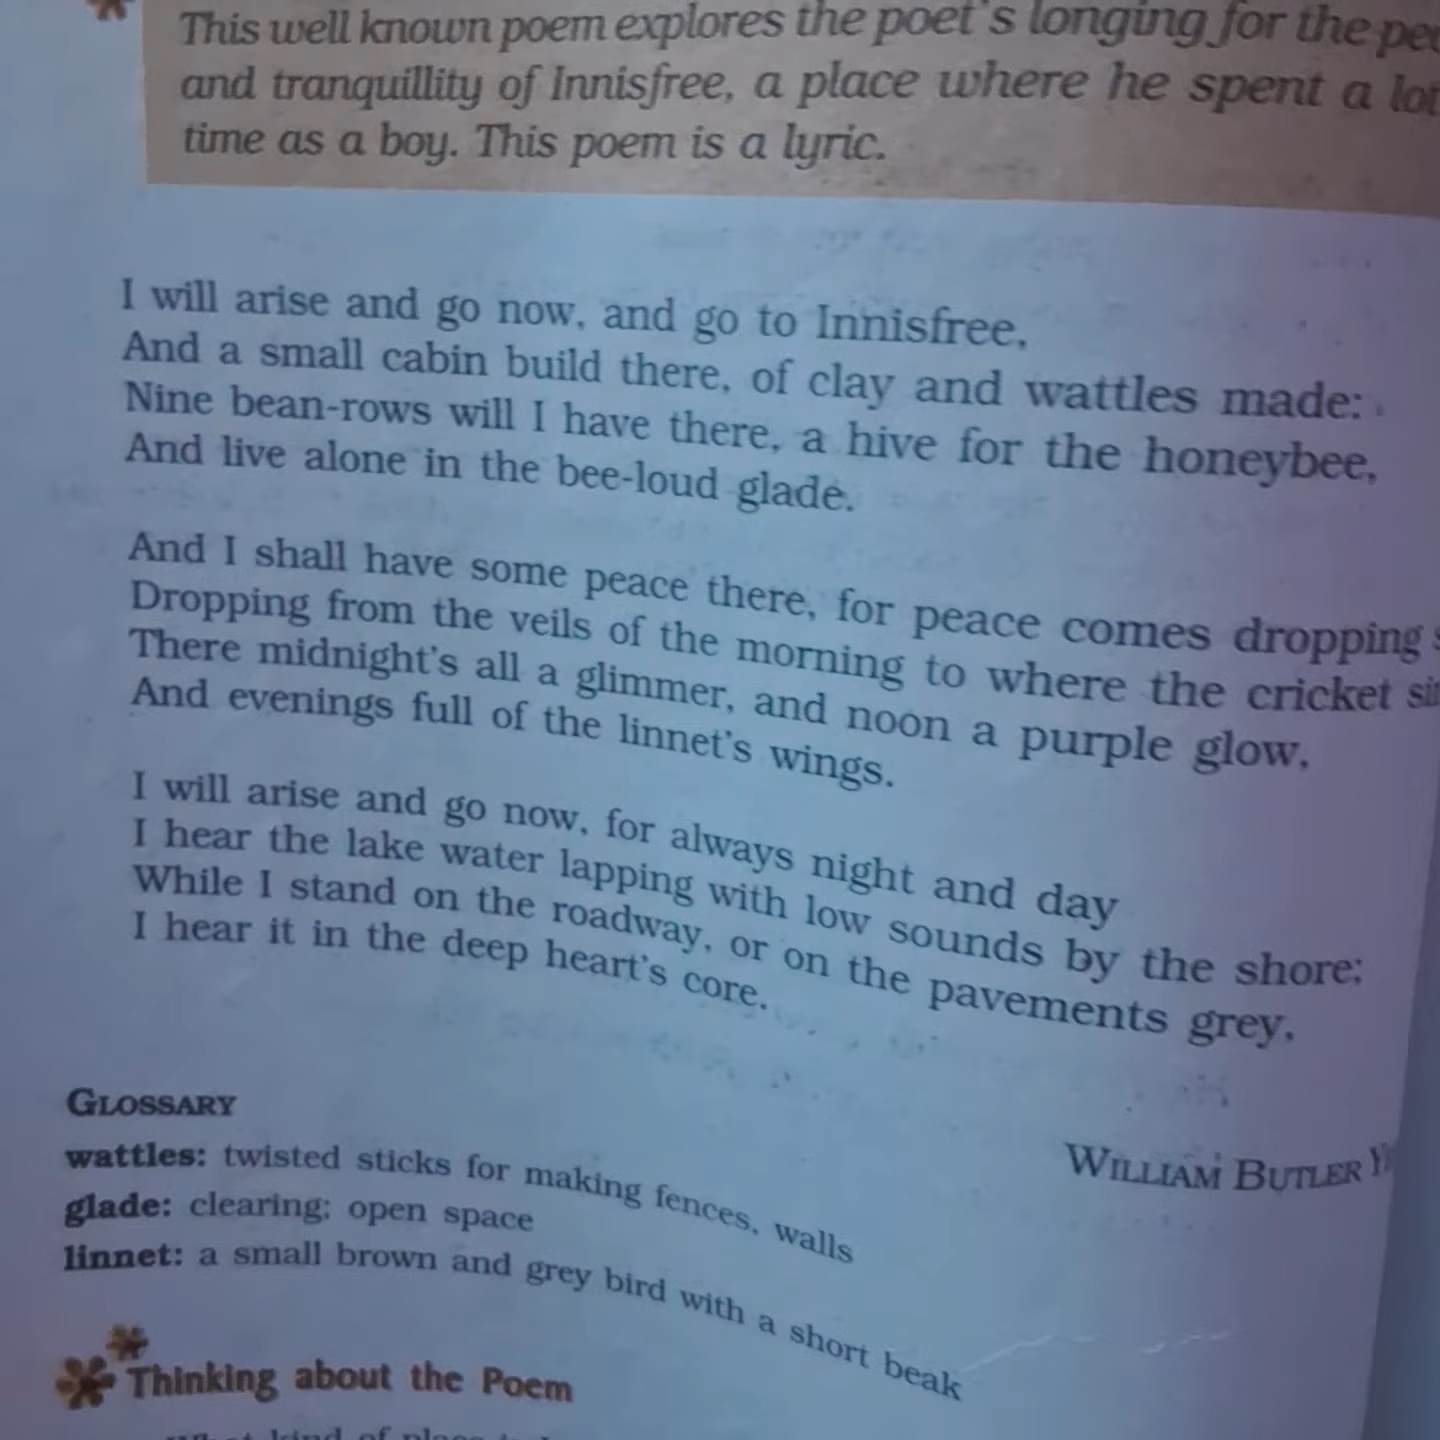 This well known poem explores the poet's longing for the
and tranquillity of Innisfree, a place where he spent a lot
time as a boy. This poem is a lyric.
I will arise and go now, and go to Innisfree,
And a small cabin build there, of clay and wattles made:
Nine bean-rows will I have there, a hive for the honeybee,
And live alone in the bee-loud glade.
And I shall have some peace there, for peace comes dropping
Dropping from the veils of the morning to where the cricket
There midnight's all a glimmer, and noon a purple glow,
And evenings full of the linnet's wings.
I will arise and go now, for always night and day
I hear the lake water lapping with low sounds by the shore;
While I stand on the roadway, or on the pavements grey,
I hear it in the deep heart's core.
WILLIAM BUTLER
GLOSSARY
wattles: twisted sticks for making fences, walls
glade: clearing; open space
linnet: a small brown and grey bird with a short beak
Thinking about the Poem
kind of place